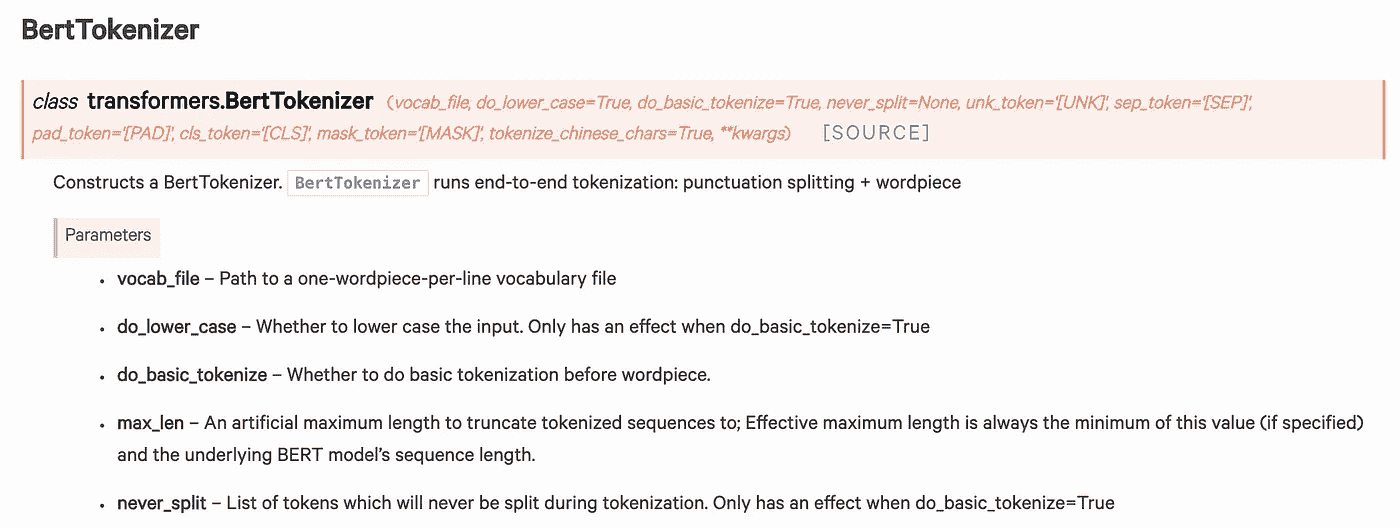 BertTokenizer
class transformers.BertTokenizer (vocab_file, do_lower_case=True, do_basic_tokenize=True, never_split=None, unk_token='[UNK]', sep_token='[SEP]',
pad_token='[PAD]', cls_token='[CLS]', mask_token='[MASK]', tokenize_chinese_chars=True, **kwargs) [SOURCE]
Constructs a BertTokenizer. BertTokenizer runs end-to-end tokenization: punctuation splitting + wordpiece
Parameters
• vocab_file – Path to a one-wordpiece-per-line vocabulary file
• do_lower_case – Whether to lower case the input. Only has an effect when do_basic_tokenize=True
• do_basic_tokenize – Whether to do basic tokenization before wordpiece.
• max_len – An artificial maximum length to truncate tokenized sequences to; Effective maximum length is always the minimum of this value (if specified)
and the underlying BERT model's sequence length.
• never_split – List of tokens which will never be split during tokenization. Only has an effect when do_basic_tokenize=True